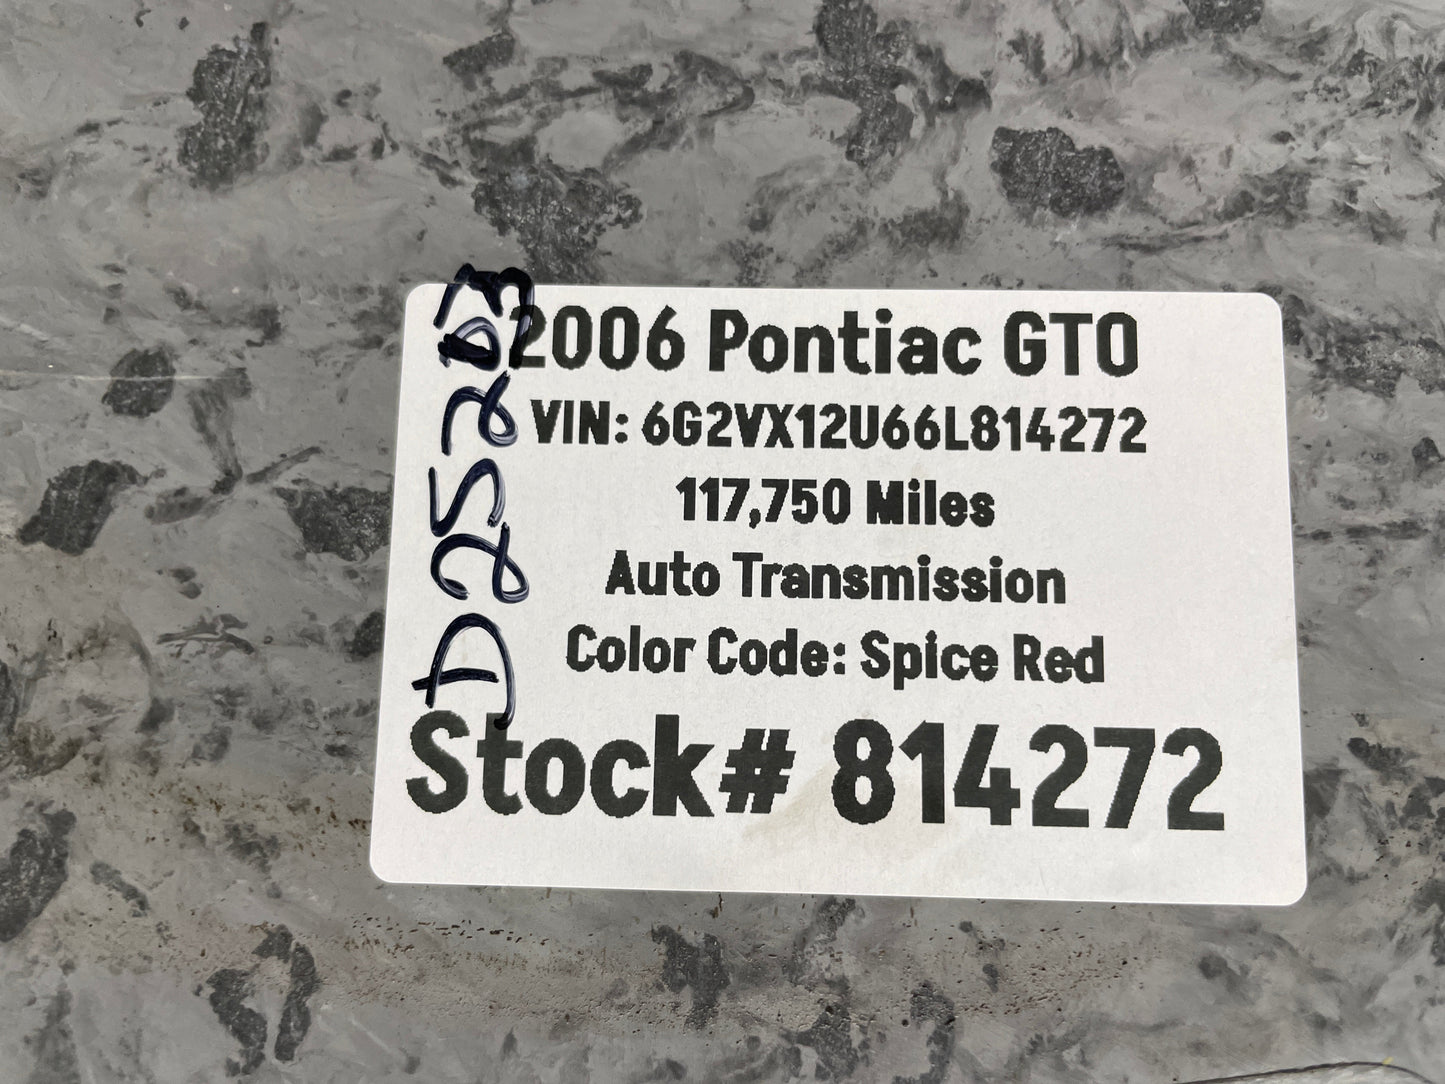 2006 Pontiac GTO
VIN: 6G2VX12U66L814272
117,750 Miles
Auto Transmission
Color Code: Spice Red
Stock# 814272